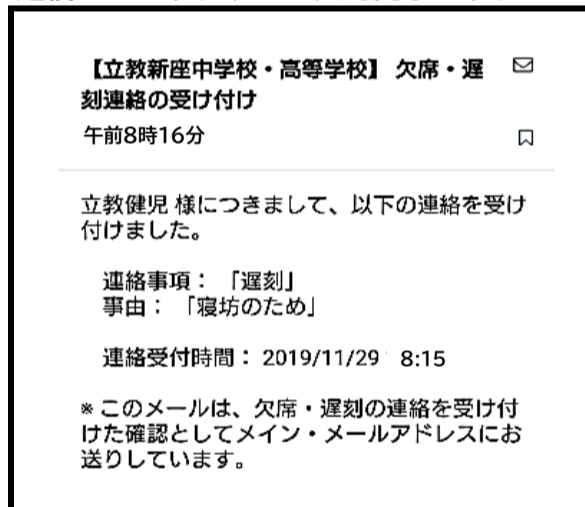 【立教新座中学校・高等学校】 欠席・遅
刻連絡の受け付け
午前8時16分
立教健児 様につきまして、以下の連絡を受け
付けました。
連絡事項： 「遅刻」
事由： 「寝坊のため」
連絡受付時間： 2019/11/29 8:15
※ このメールは、欠席・遅刻の連絡を受け付
けた確認としてメイン・メールアドレスにお
送りしています。